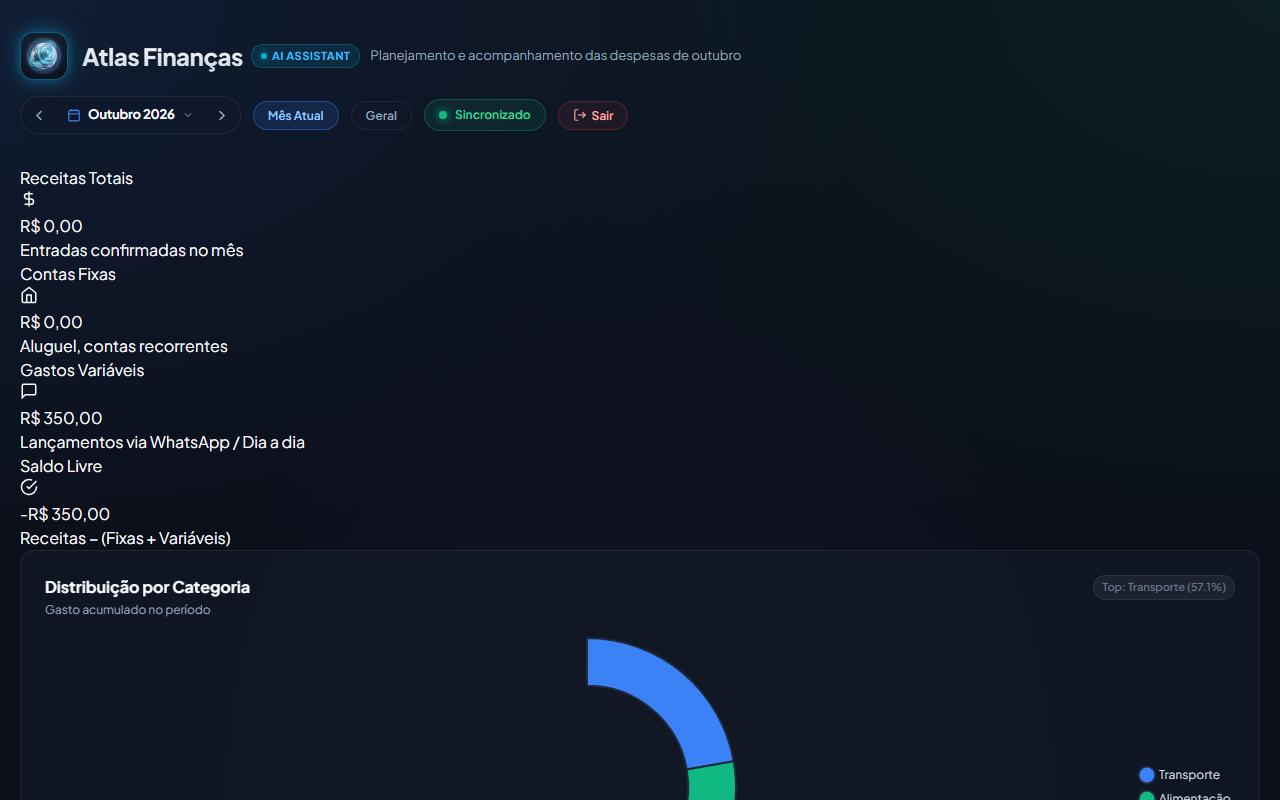 Atlas Finanças
AI ASSISTANT
Planejamento e acompanhamento das despesas de outubro
Outubro 2026
Mês Atual
Geral
Sincronizado
Sair
Receitas Totais
R$ 0,00
Entradas confirmadas no mês
Contas Fixas
R$ 0,00
Aluguel, contas recorrentes
Gastos Variáveis
R$ 350,00
Lançamentos via WhatsApp / Dia a dia
Saldo Livre
-R$ 350,00
Receitas – (Fixas + Variáveis)
Distribuição por Categoria
Top: Transporte (57.1%)
Gasto acumulado no período
Transporte
Alimentação